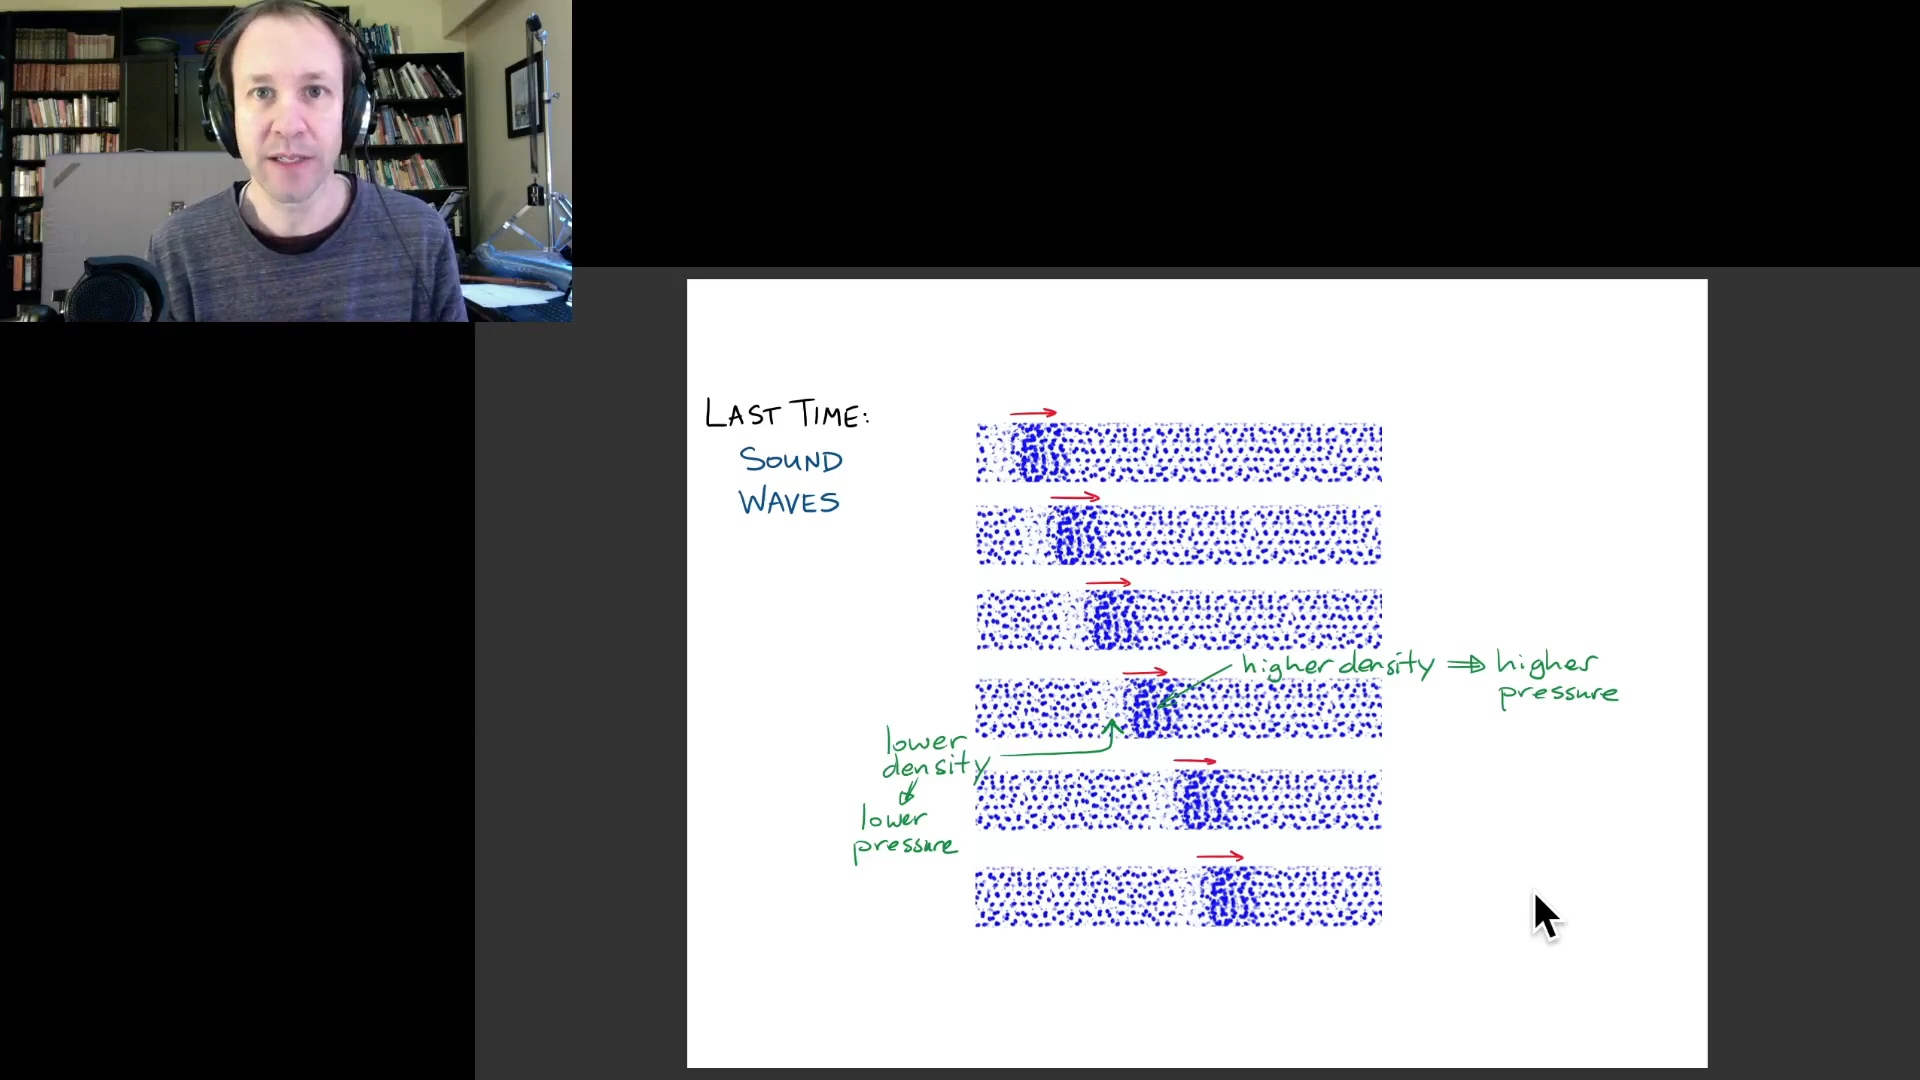 LAST TIME:
SOUND
WAVES
higher density ⇒ higher
pressure
lower
density
lower
pressure